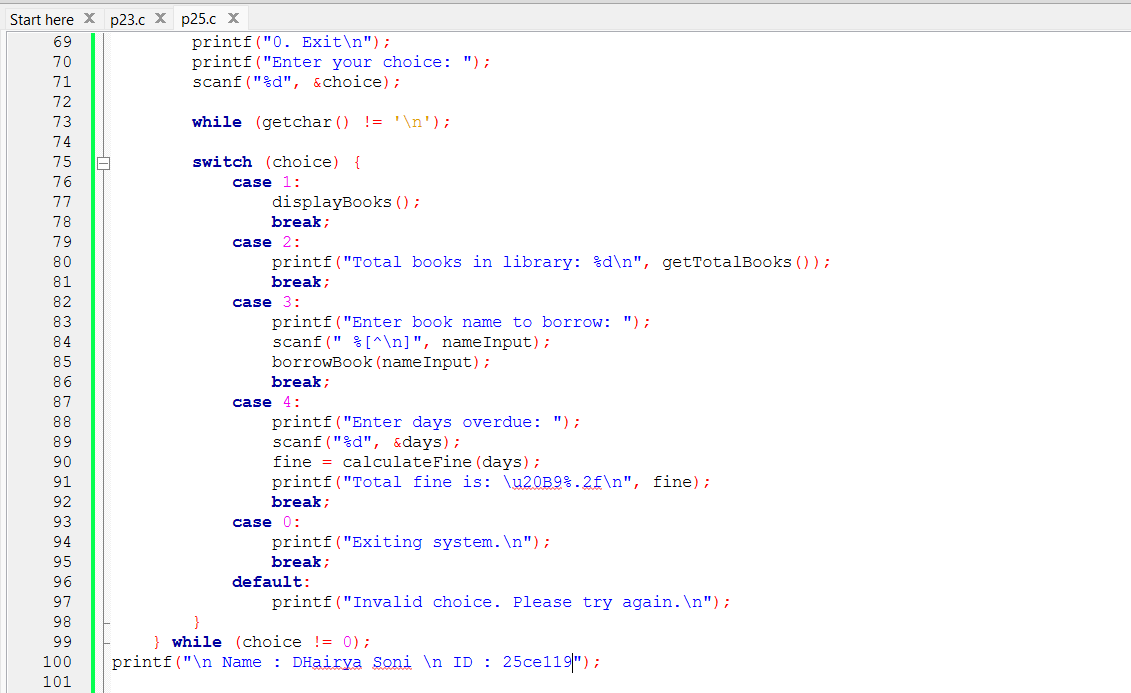 Start here X p23.c X p25.c X
69 printf("0. Exit\n");
70 printf("Enter your choice: ");
71 scanf("%d", &choice);
72
73 while (getchar() != '\n');
74
75 switch (choice) {
76 case 1:
77 displayBooks();
78 break;
79 case 2:
80 printf("Total books in library: %d\n", getTotalBooks());
81 break;
82 case 3:
83 printf("Enter book name to borrow: ");
84 scanf(" %[^\n]", nameInput);
85 borrowBook(nameInput);
86 break;
87 case 4:
88 printf("Enter days overdue: ");
89 scanf("%d", &days);
90 fine = calculateFine(days);
91 printf("Total fine is: \u20B9%.2f\n", fine);
92 break;
93 case 0:
94 printf("Exiting system.\n");
95 break;
96 default:
97 printf("Invalid choice. Please try again.\n");
98 }
99 } while (choice != 0);
100 printf("\n Name : DHairya Soni \n ID : 25ce119");
101